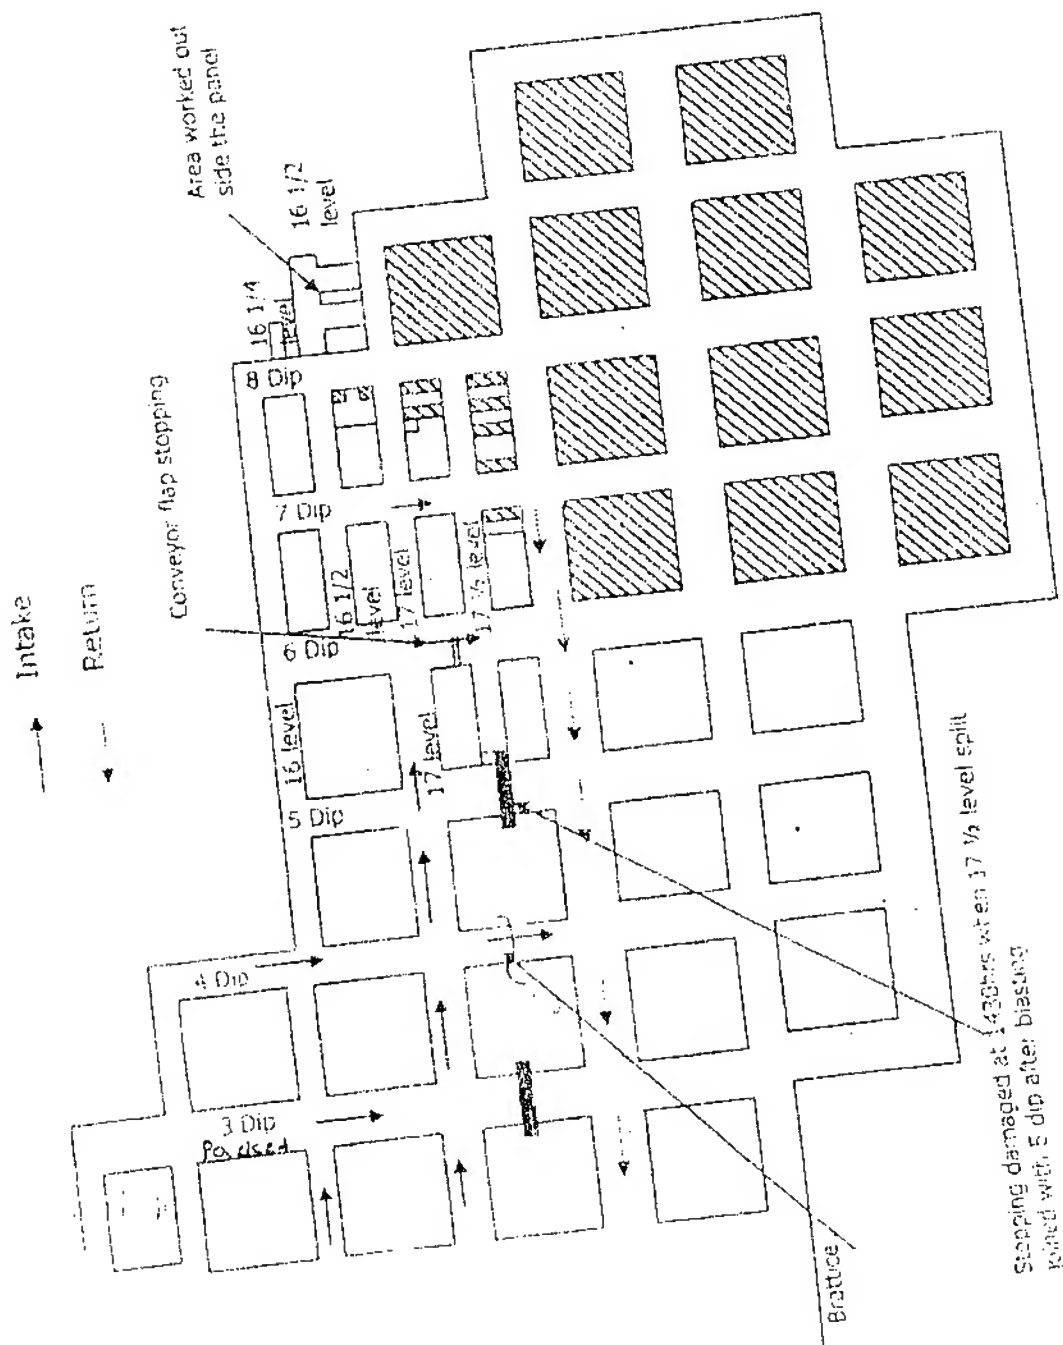 Intake
Return
Area worked out
side the panel
16 1/2
level
16 1/4
level
8 Dip
Conveyor flap stopping
7 Dip
16 1/2
level
17 level
17 ½ level
6 Dip
16 level
17 level
5 Dip
4 Dip
3 Dip
Brattice
Stopping damaged at 1430hrs when 17 ½ level split
joined with 5 dip after blasting